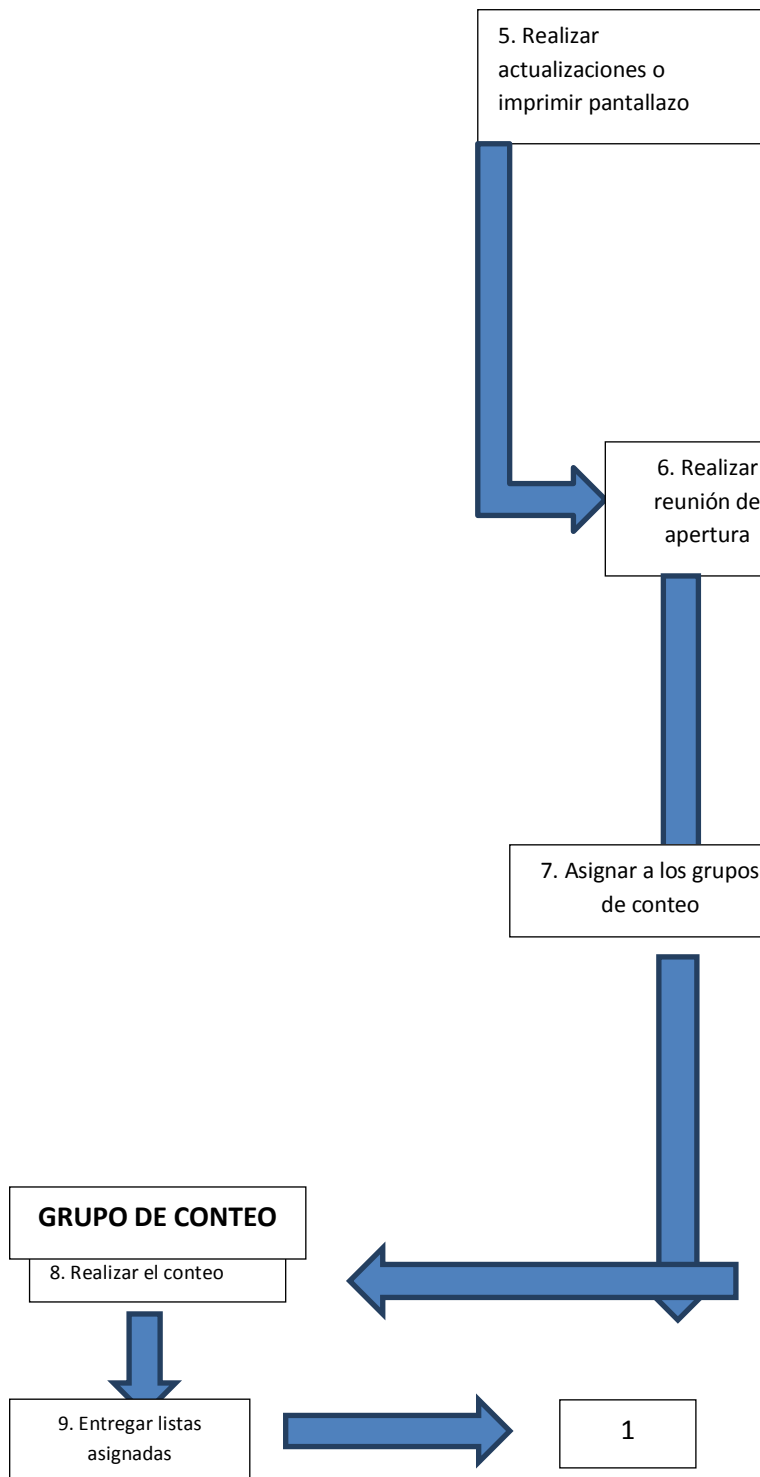 5. Realizar
actualizaciones o
imprimir pantallazo
6. Realizar
reunión de
apertura
7. Asignar a los grupos
de conteo
GRUPO DE CONTEO
8. Realizar el conteo
9. Entregar listas
asignadas
1